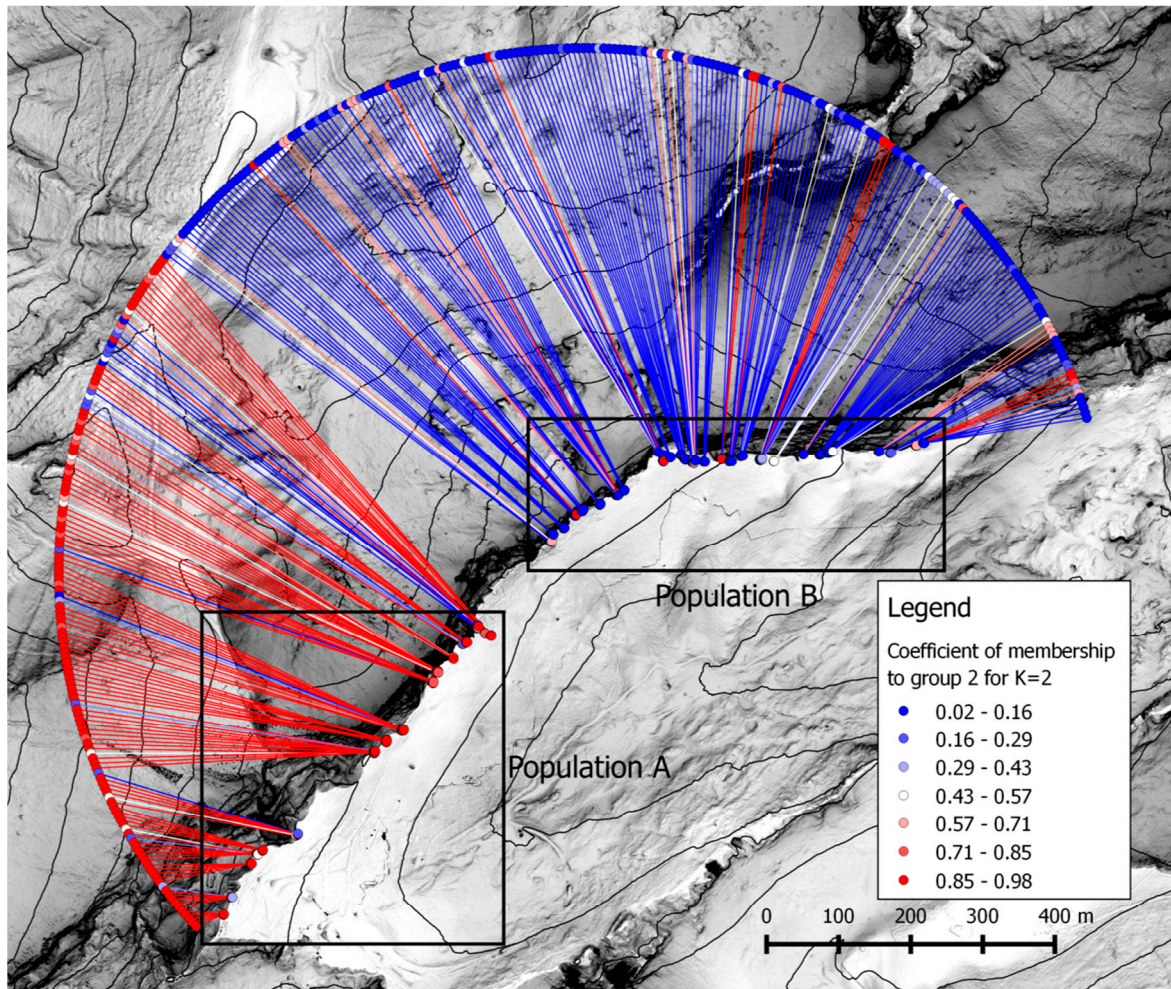 Population B
Population A
Legend
Coefficient of membership
to group 2 for K=2
0.02 - 0.16
0.16 - 0.29
0.29 - 0.43
0.43 - 0.57
0.57 - 0.71
0.71 - 0.85
0.85 - 0.98
0 100 200 300 400 m